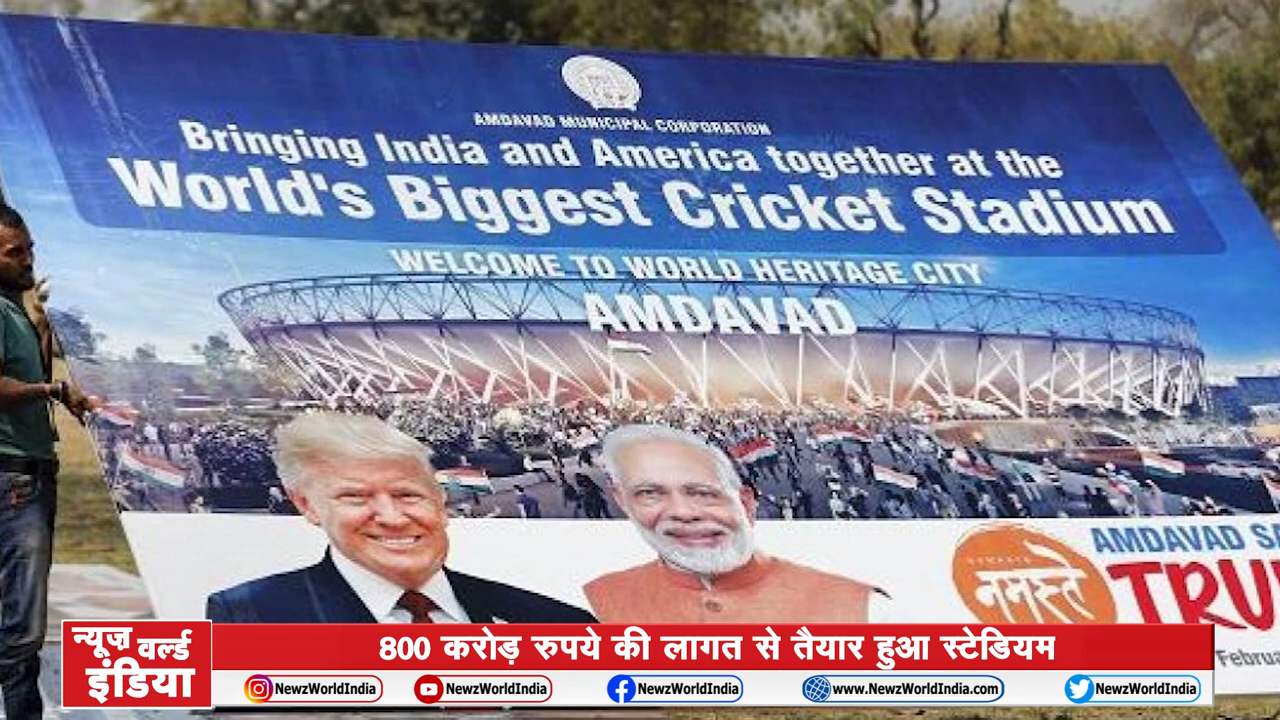 AMDAVAD MUNICIPAL CORPORATION
Bringing India and America together at the
World's Biggest Cricket Stadium
WELCOME TO WORLD HERITAGE CITY
AMDAVAD
नमस्ते
AMDAVAD
TRU
Februa
न्यूज़ वर्ल्ड
इंडिया
800 करोड़ रुपये की लागत से तैयार हुआ स्टेडियम
NewzWorldIndia NewzWorldIndia NewzWorldIndia www.NewzWorldIndia.com NewzWorldIndia